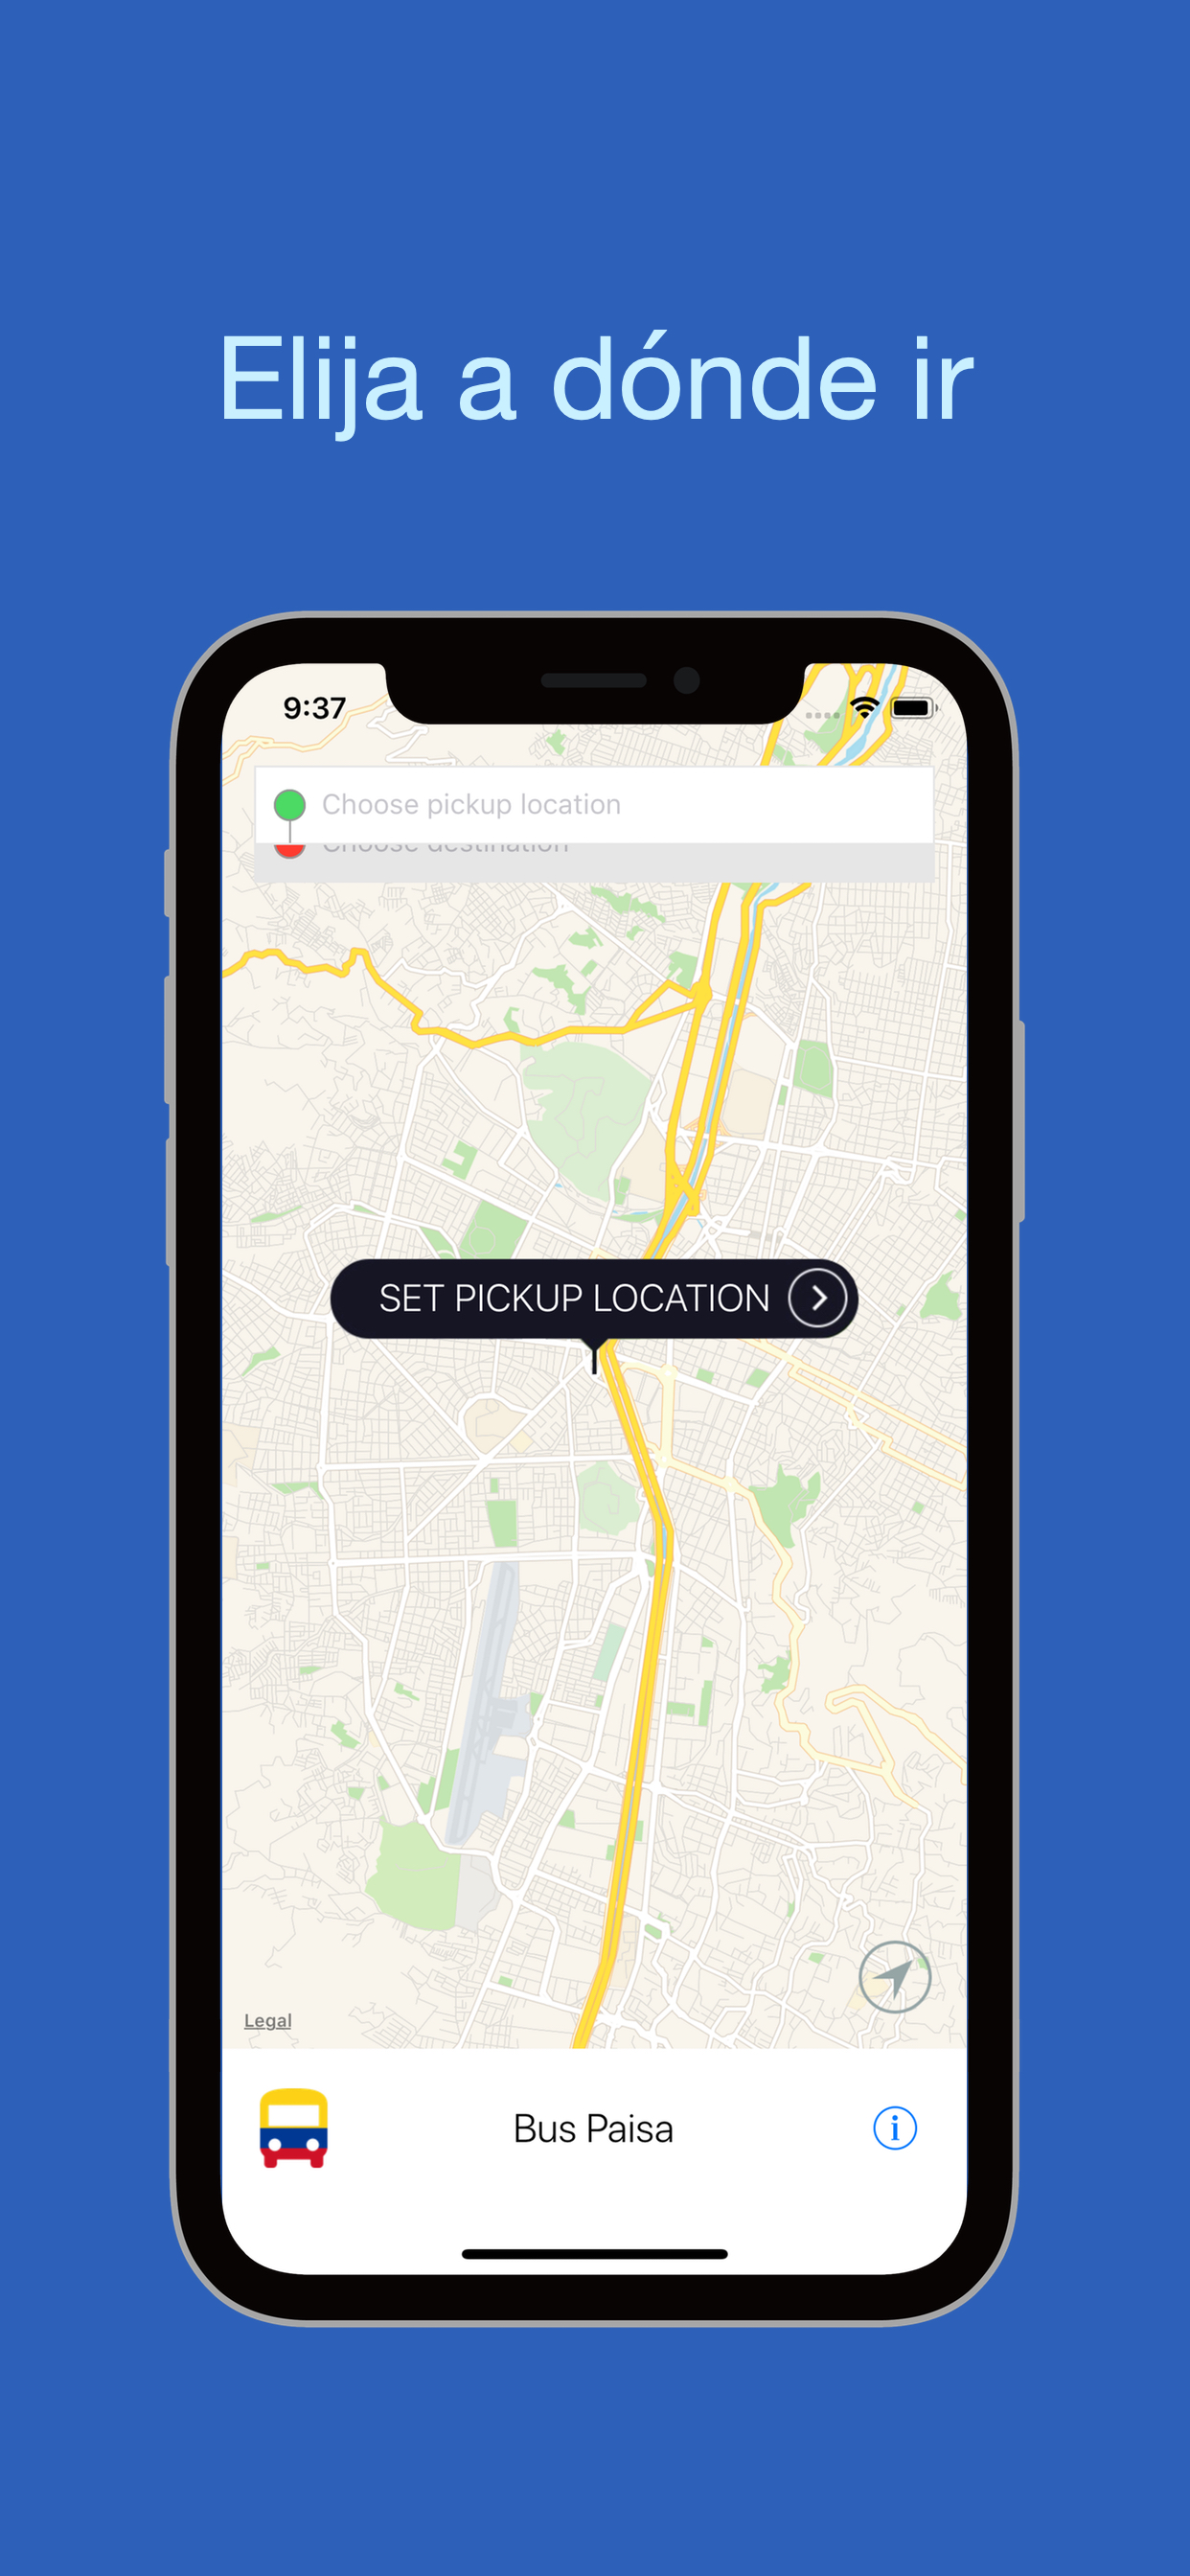 Elija a dónde ir
9:37
Choose pickup location
Choose destination
SET PICKUP LOCATION
Legal
Bus Paisa
i